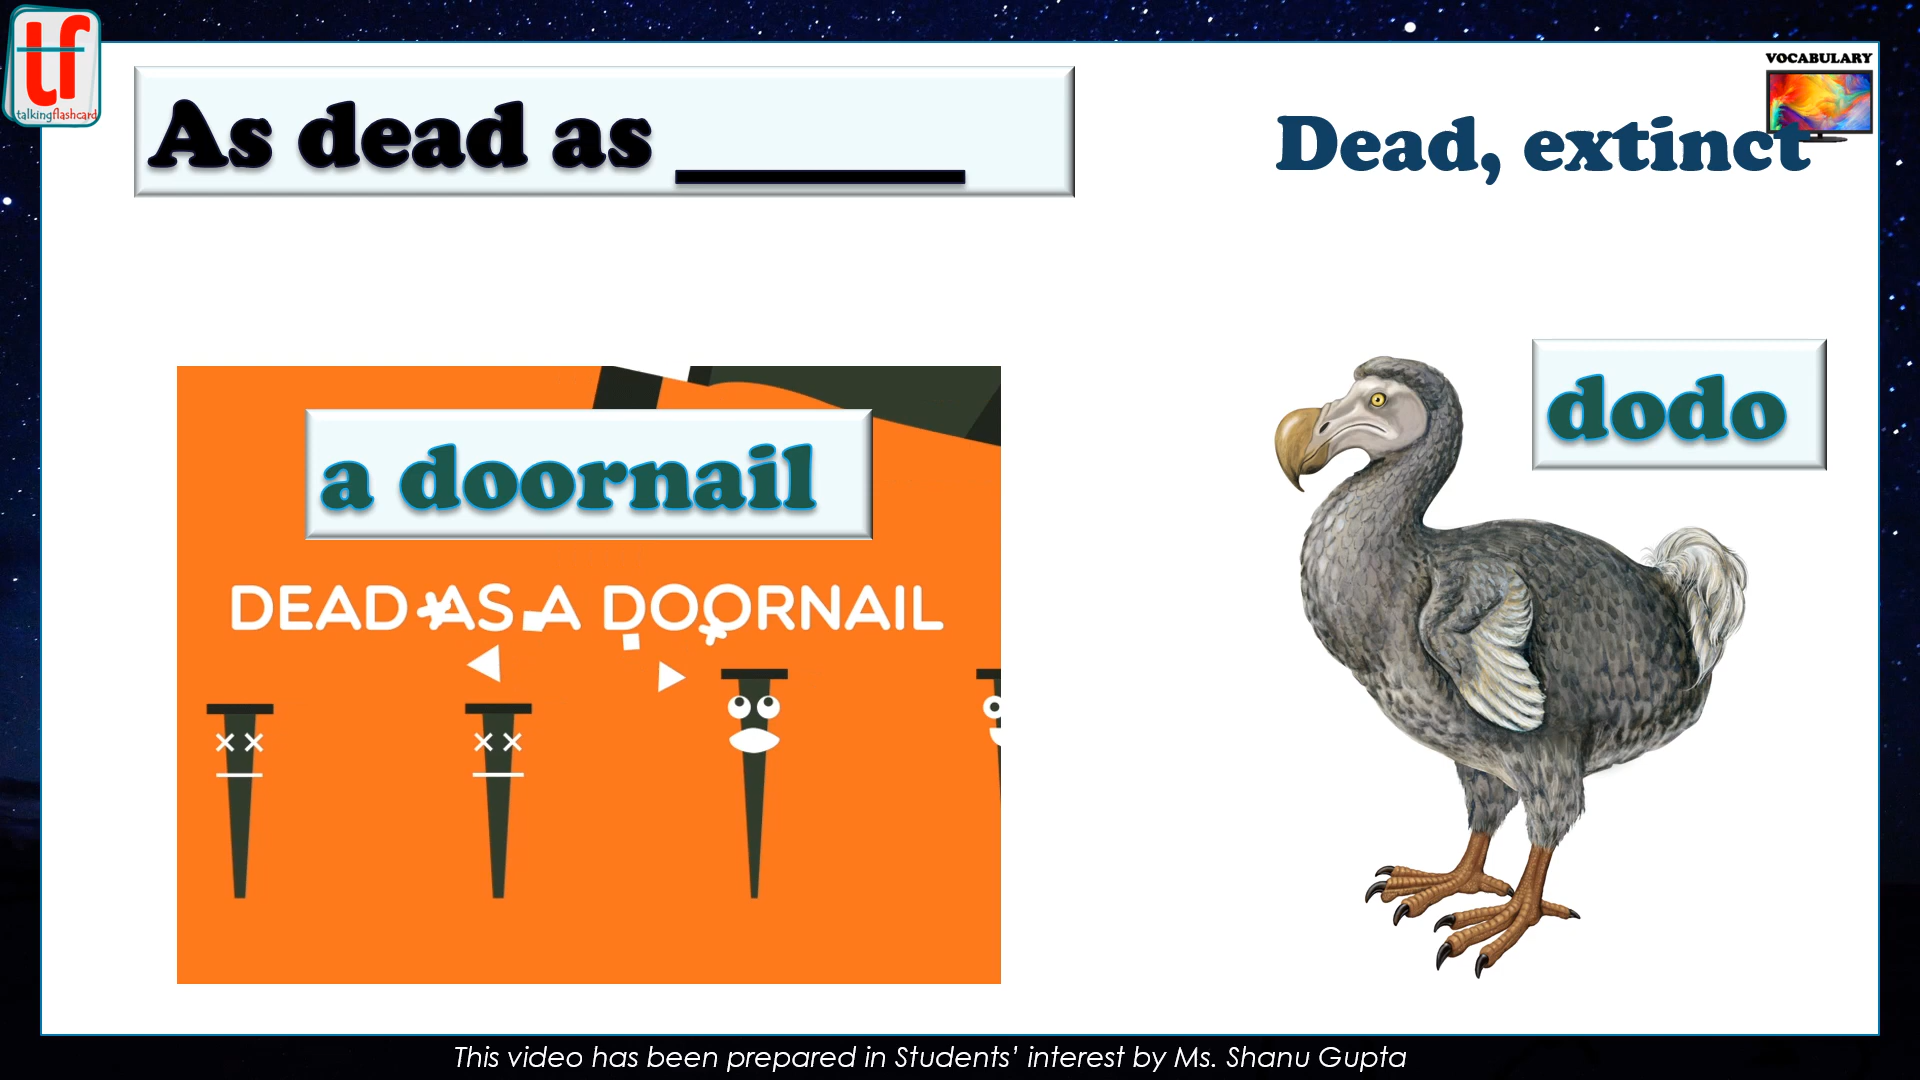 tf
talkingflashcard
VOCABULARY
As dead as __________
Dead, extinct
a doornail
dodo
DEAD AS A DOORNAIL
This video has been prepared in Students’ interest by Ms. Shanu Gupta